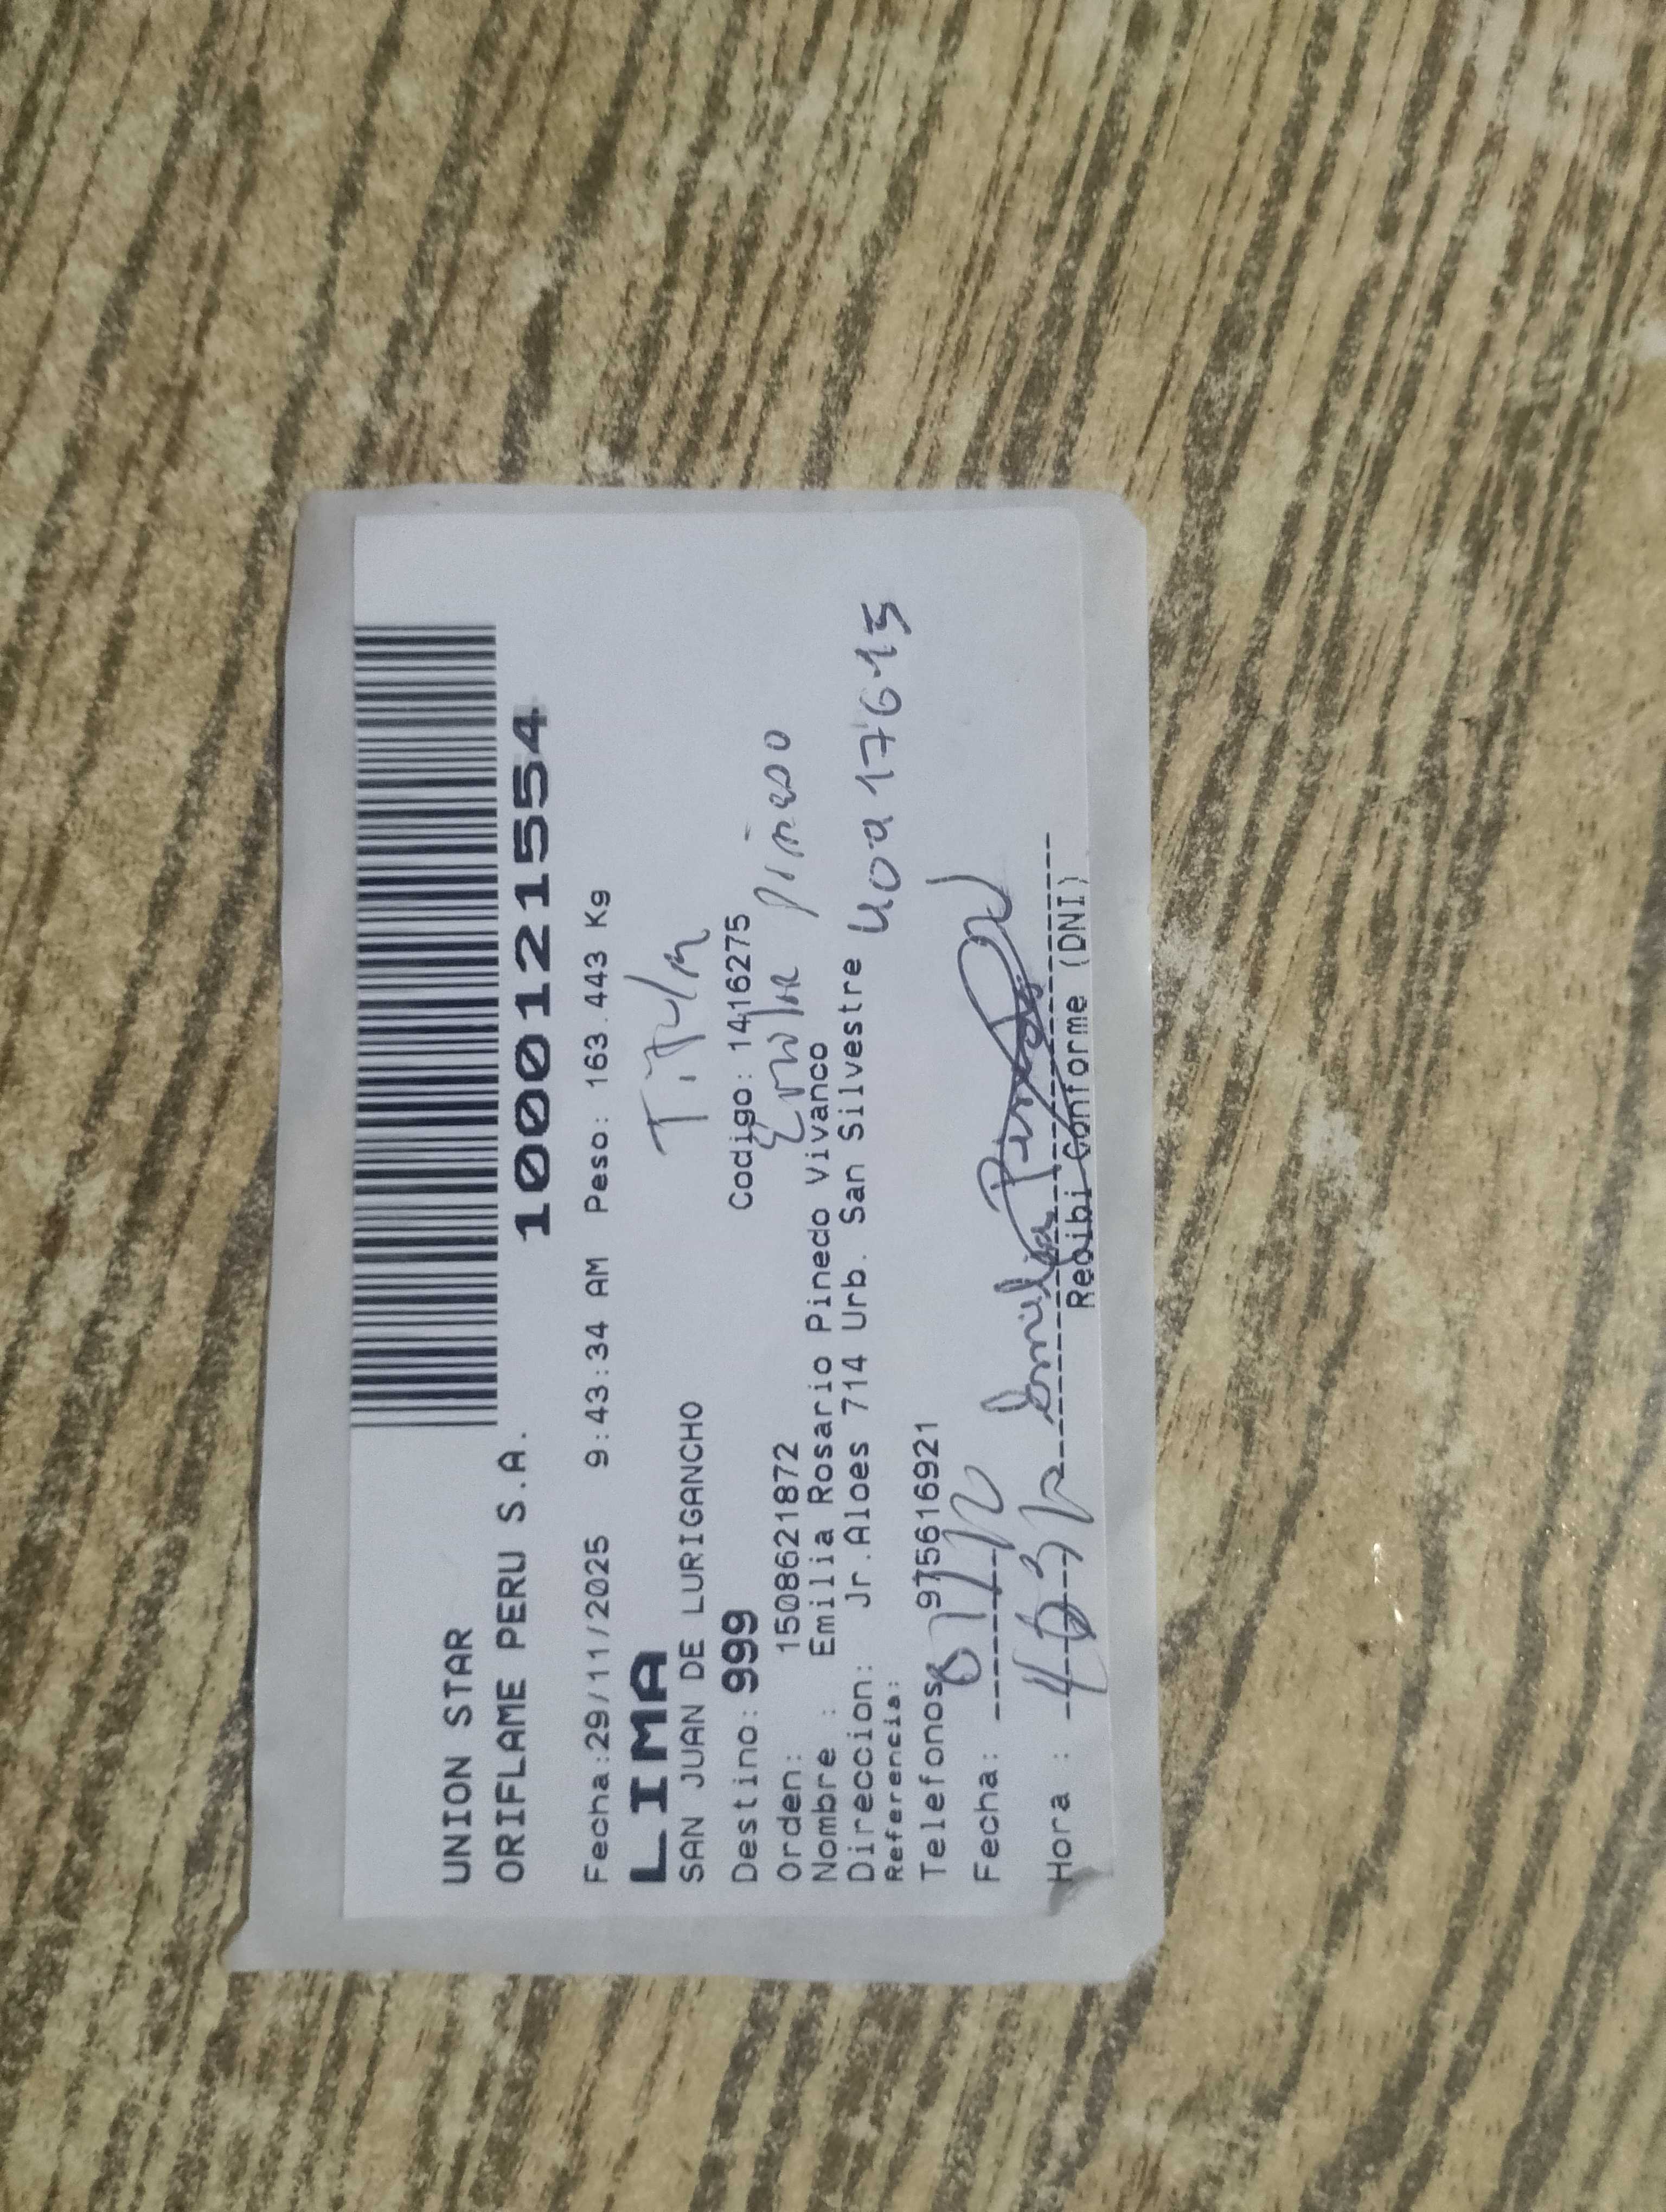 UNION STAR
ORIFLAME PERU S.A.
1000121554
Fecha:29/11/2025 9:43:34 AM Peso: 163.443 Kg
LIMA
SAN JUAN DE LURIGANCHO
Destino: 999 Codigo: 1416275
Orden: 1508621872
Nombre : Emilia Rosario Pinedo Vivanco
Direccion: Jr.Aloes 714 Urb. San Silvestre
Referencia:
Telefonos 975616921
Fecha:
Hora : Emilia
Recibi Conforme (DNI)